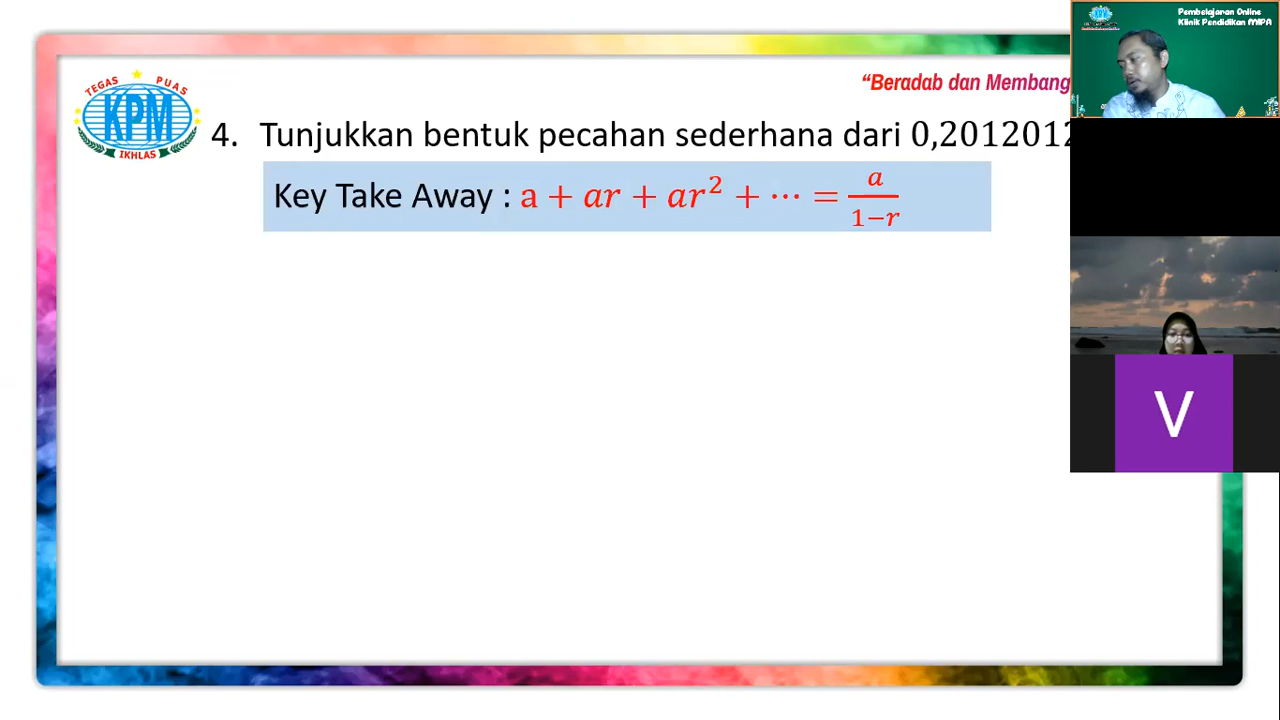 Pembelajaran Online
Klinik Pendidikan MIPA
"Beradab dan Membang
TEGAS PUAS
KPM
IKHLAS
4. Tunjukkan bentuk pecahan sederhana dari 0,2012012
Key Take Away : a + ar + ar² + ⋯ = a/(1−r)
V